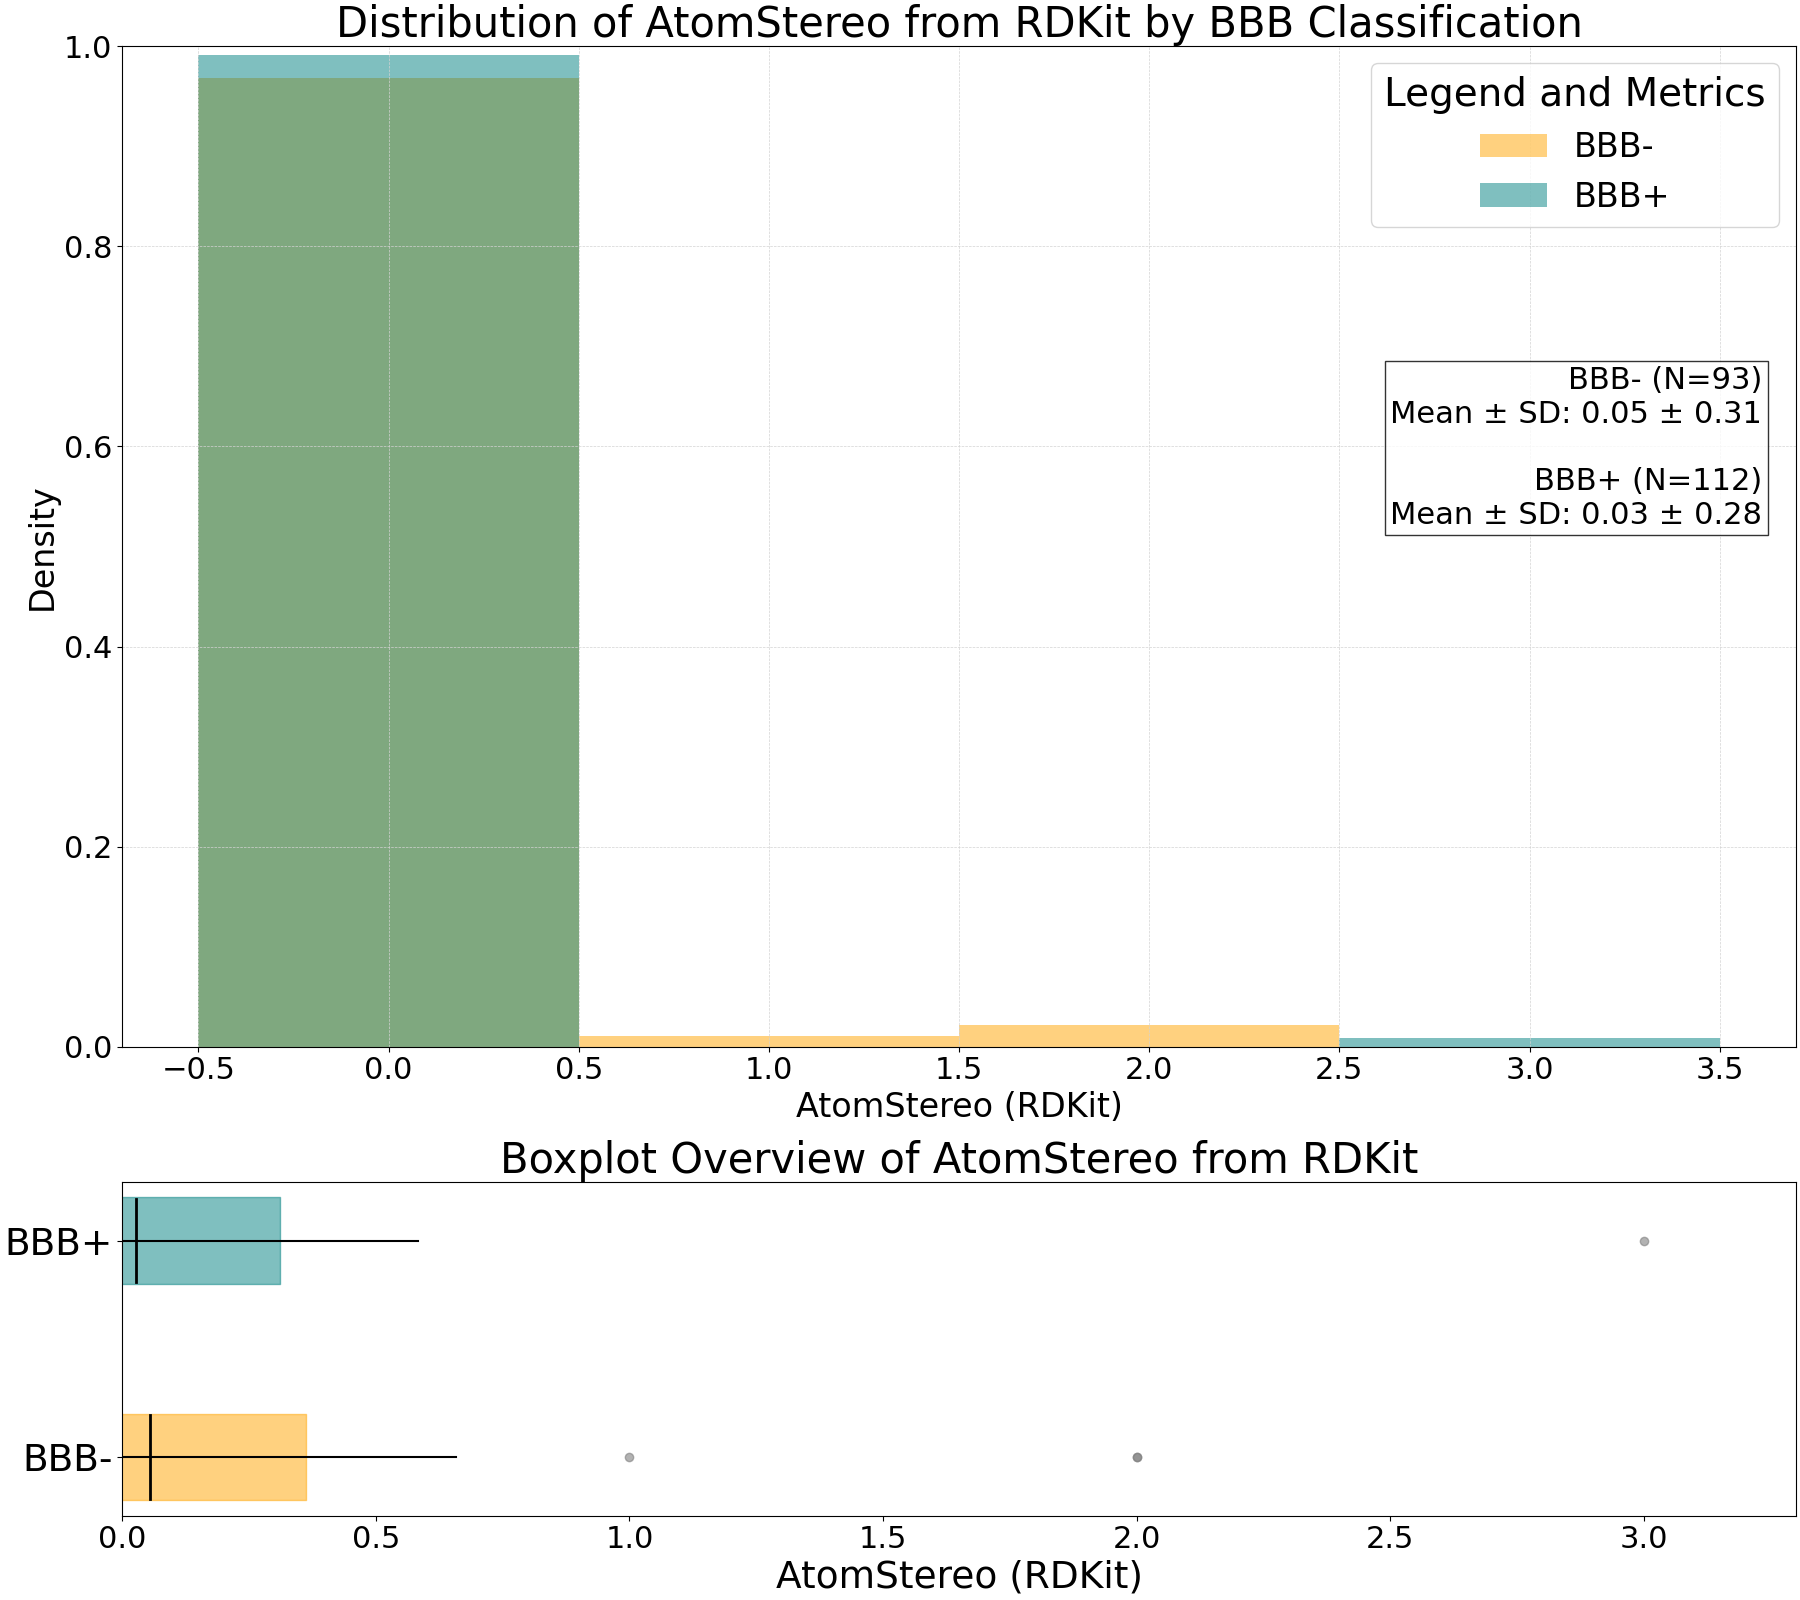 Distribution of AtomStereo from RDKit by BBB Classification
1.0
0.8
0.6
0.4
0.2
0.0
Density
Legend and Metrics
BBB-
BBB+
BBB- (N=93)
Mean ± SD: 0.05 ± 0.31
BBB+ (N=112)
Mean ± SD: 0.03 ± 0.28
−0.5 0.0 0.5 1.0 1.5 2.0 2.5 3.0 3.5
AtomStereo (RDKit)
Boxplot Overview of AtomStereo from RDKit
BBB+
BBB-
0.0 0.5 1.0 1.5 2.0 2.5 3.0
AtomStereo (RDKit)